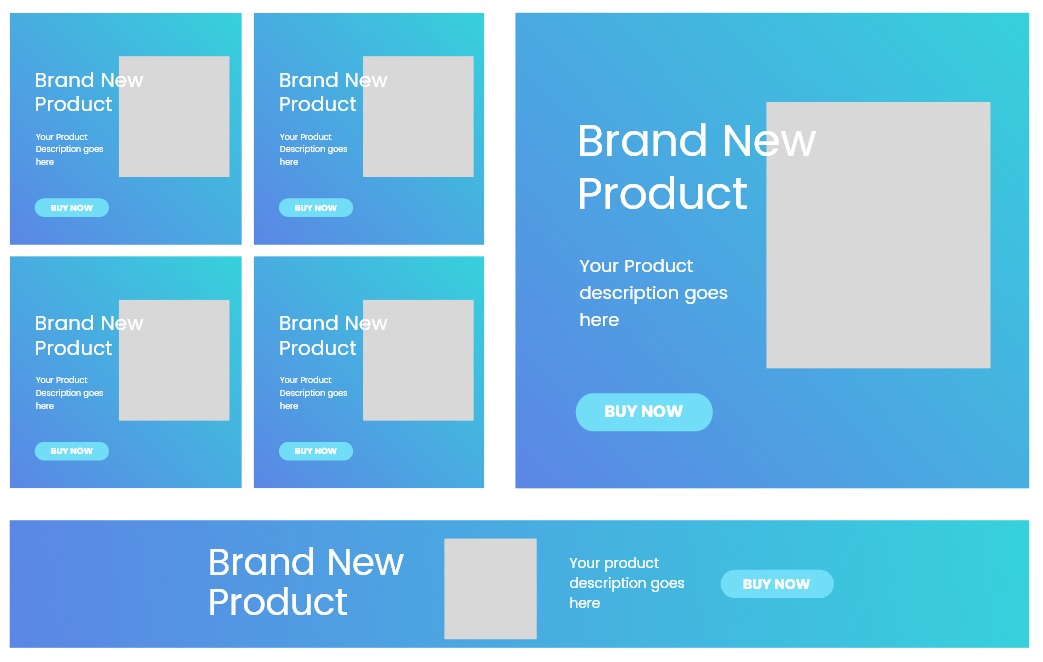 Brand New
Product
Your Product
Description goes
here
BUY NOW
Brand New
Product
Your Product
Description goes
here
BUY NOW
Brand New
Product
Your Product
Description goes
here
BUY NOW
Brand New
Product
Your Product
Description goes
here
BUY NOW
Brand New
Product
Your Product
description goes
here
BUY NOW
Brand New
Product
Your product
description goes
here
BUY NOW